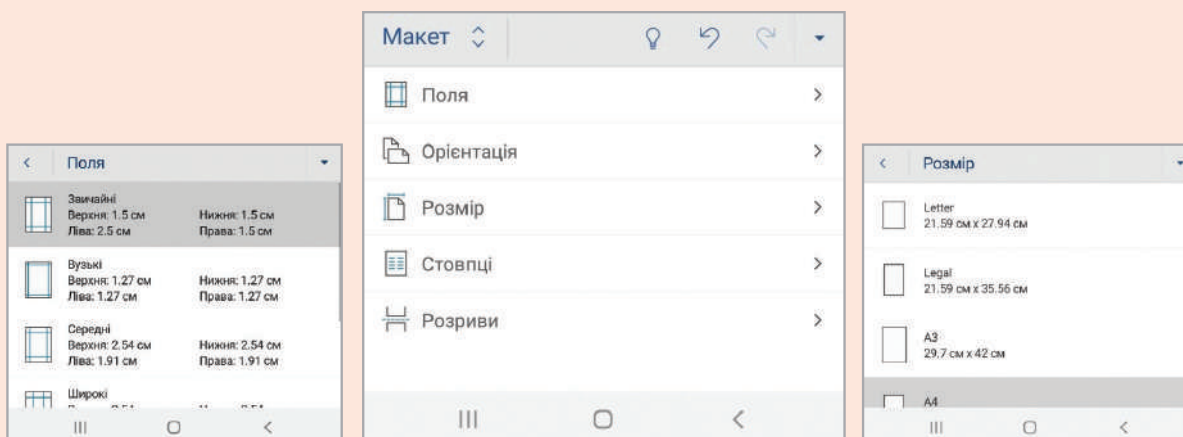 Поля
Звичайні
Верхня: 1.5 см Нижня: 1.5 см
Ліва: 2.5 см Права: 1.5 см
Вузькі
Верхня: 1.27 см Нижня: 1.27 см
Ліва: 1.27 см Права: 1.27 см
Середні
Верхня: 2.54 см Нижня: 2.54 см
Ліва: 1.91 см Права: 1.91 см
Широкі
Макет
Поля
Орієнтація
Розмір
Стовпці
Розриви
Розмір
Letter
21.59 см x 27.94 см
Legal
21.59 см x 35.56 см
A3
29.7 см x 42 см
A4